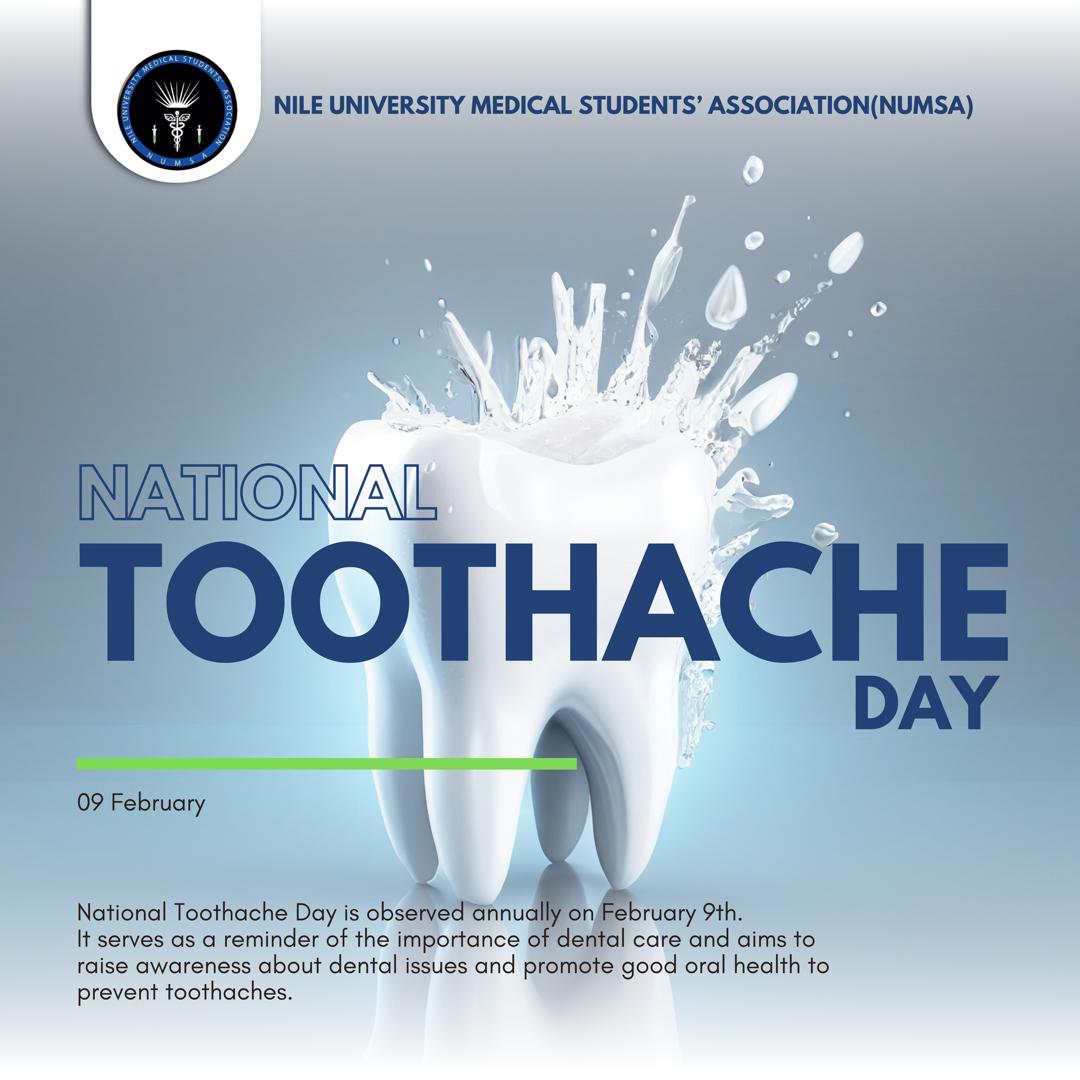 NILE UNIVERSITY MEDICAL STUDENTS' ASSOCIATION
NUMSA
NILE UNIVERSITY MEDICAL STUDENTS’ ASSOCIATION(NUMSA)
NATIONAL
TOOTHACHE
DAY
09 February
National Toothache Day is observed annually on February 9th.
It serves as a reminder of the importance of dental care and aims to
raise awareness about dental issues and promote good oral health to
prevent toothaches.